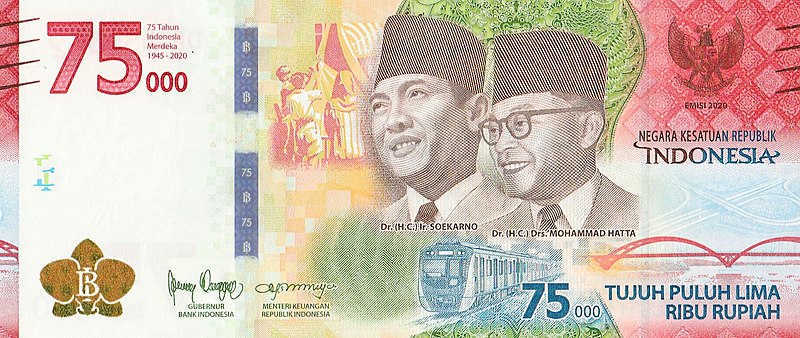 75 000
75 Tahun
Indonesia
Merdeka
1945 - 2020
75
75
75
EMISI 2020
NEGARA KESATUAN REPUBLIK
INDONESIA
Dr. (H.C.) Ir. SOEKARNO
Dr. (H.C.) Drs. MOHAMMAD HATTA
GUBERNUR
BANK INDONESIA
MENTERI KEUANGAN
REPUBLIK INDONESIA
75 000
TUJUH PULUH LIMA
RIBU RUPIAH